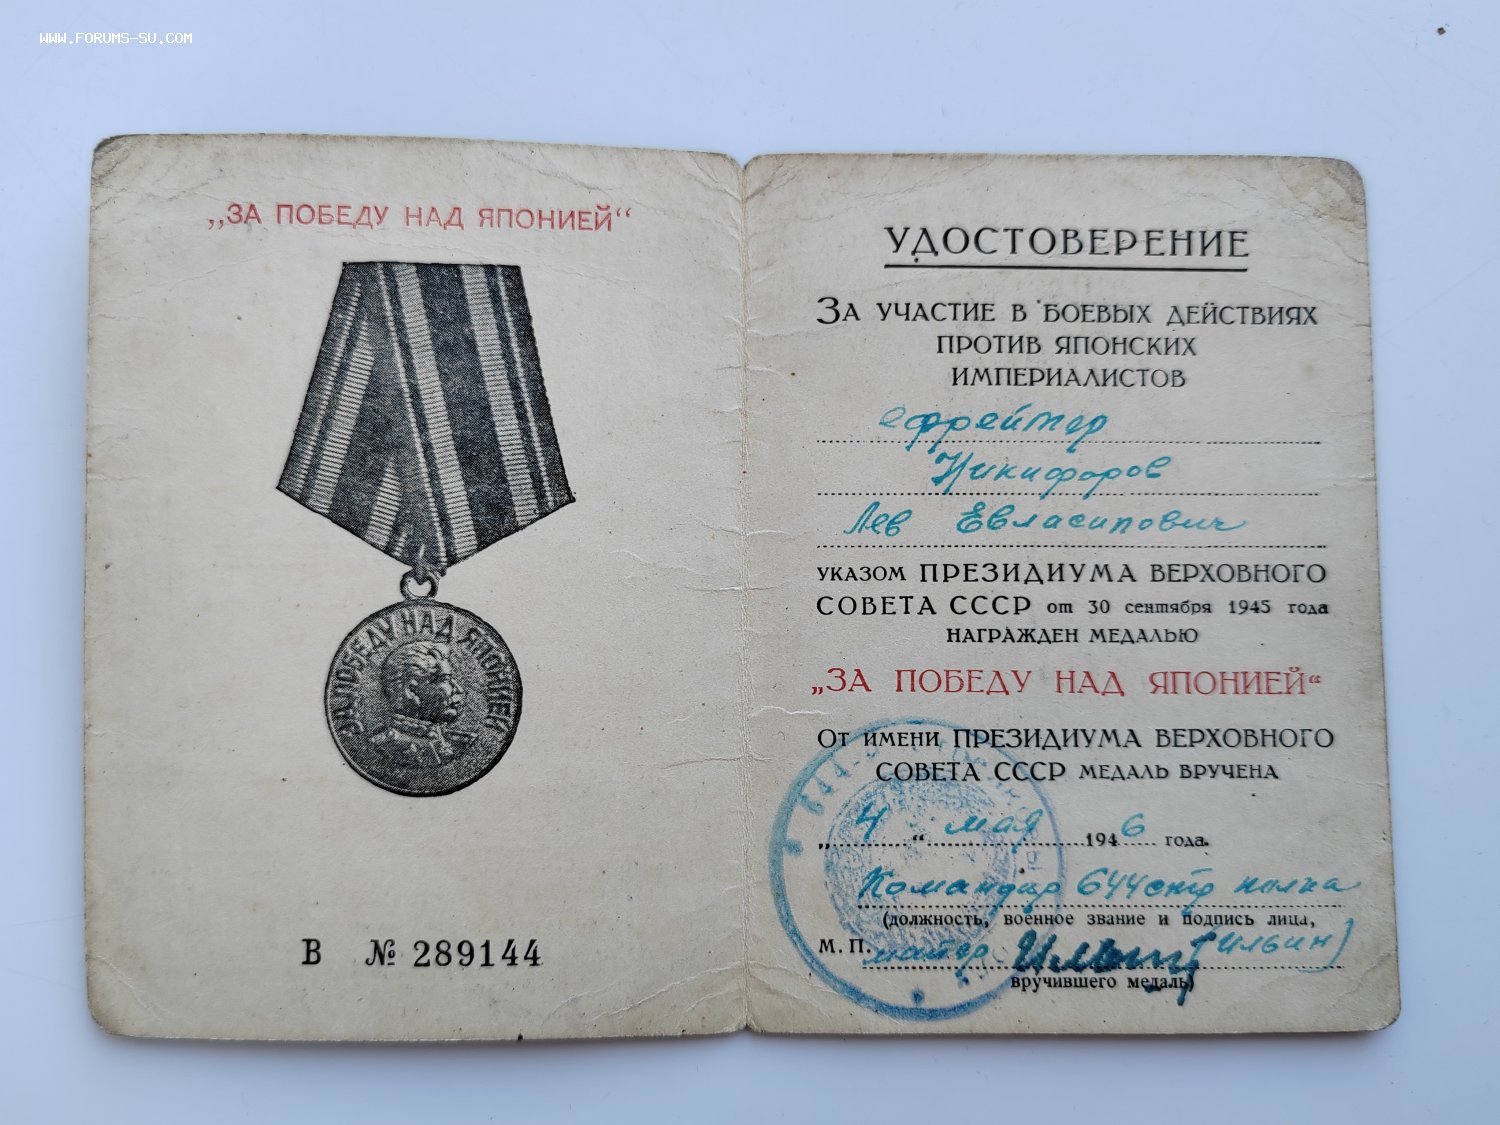 WWW.FORUMS-SU.COM
„ЗА ПОБЕДУ НАД ЯПОНИЕЙ“
ЗА ПОБЕДУ НАД ЯПОНИЕЙ
В № 289144
УДОСТОВЕРЕНИЕ
ЗА УЧАСТИЕ В БОЕВЫХ ДЕЙСТВИЯХ
ПРОТИВ ЯПОНСКИХ
ИМПЕРИАЛИСТОВ
ефрейтер
Никифоров
Лев Евласипович
УКАЗОМ ПРЕЗИДИУМА ВЕРХОВНОГО
СОВЕТА СССР от 30 сентября 1945 года
НАГРАЖДЕН МЕДАЛЬЮ
„ЗА ПОБЕДУ НАД ЯПОНИЕЙ“
ОТ ИМЕНИ ПРЕЗИДИУМА ВЕРХОВНОГО
СОВЕТА СССР МЕДАЛЬ ВРУЧЕНА
„4“ мая 1946 года.
Командир 644 полка
(должность, военное звание и подпись лица,
М. П. майор Ильин (Ильин)
вручившего медаль)